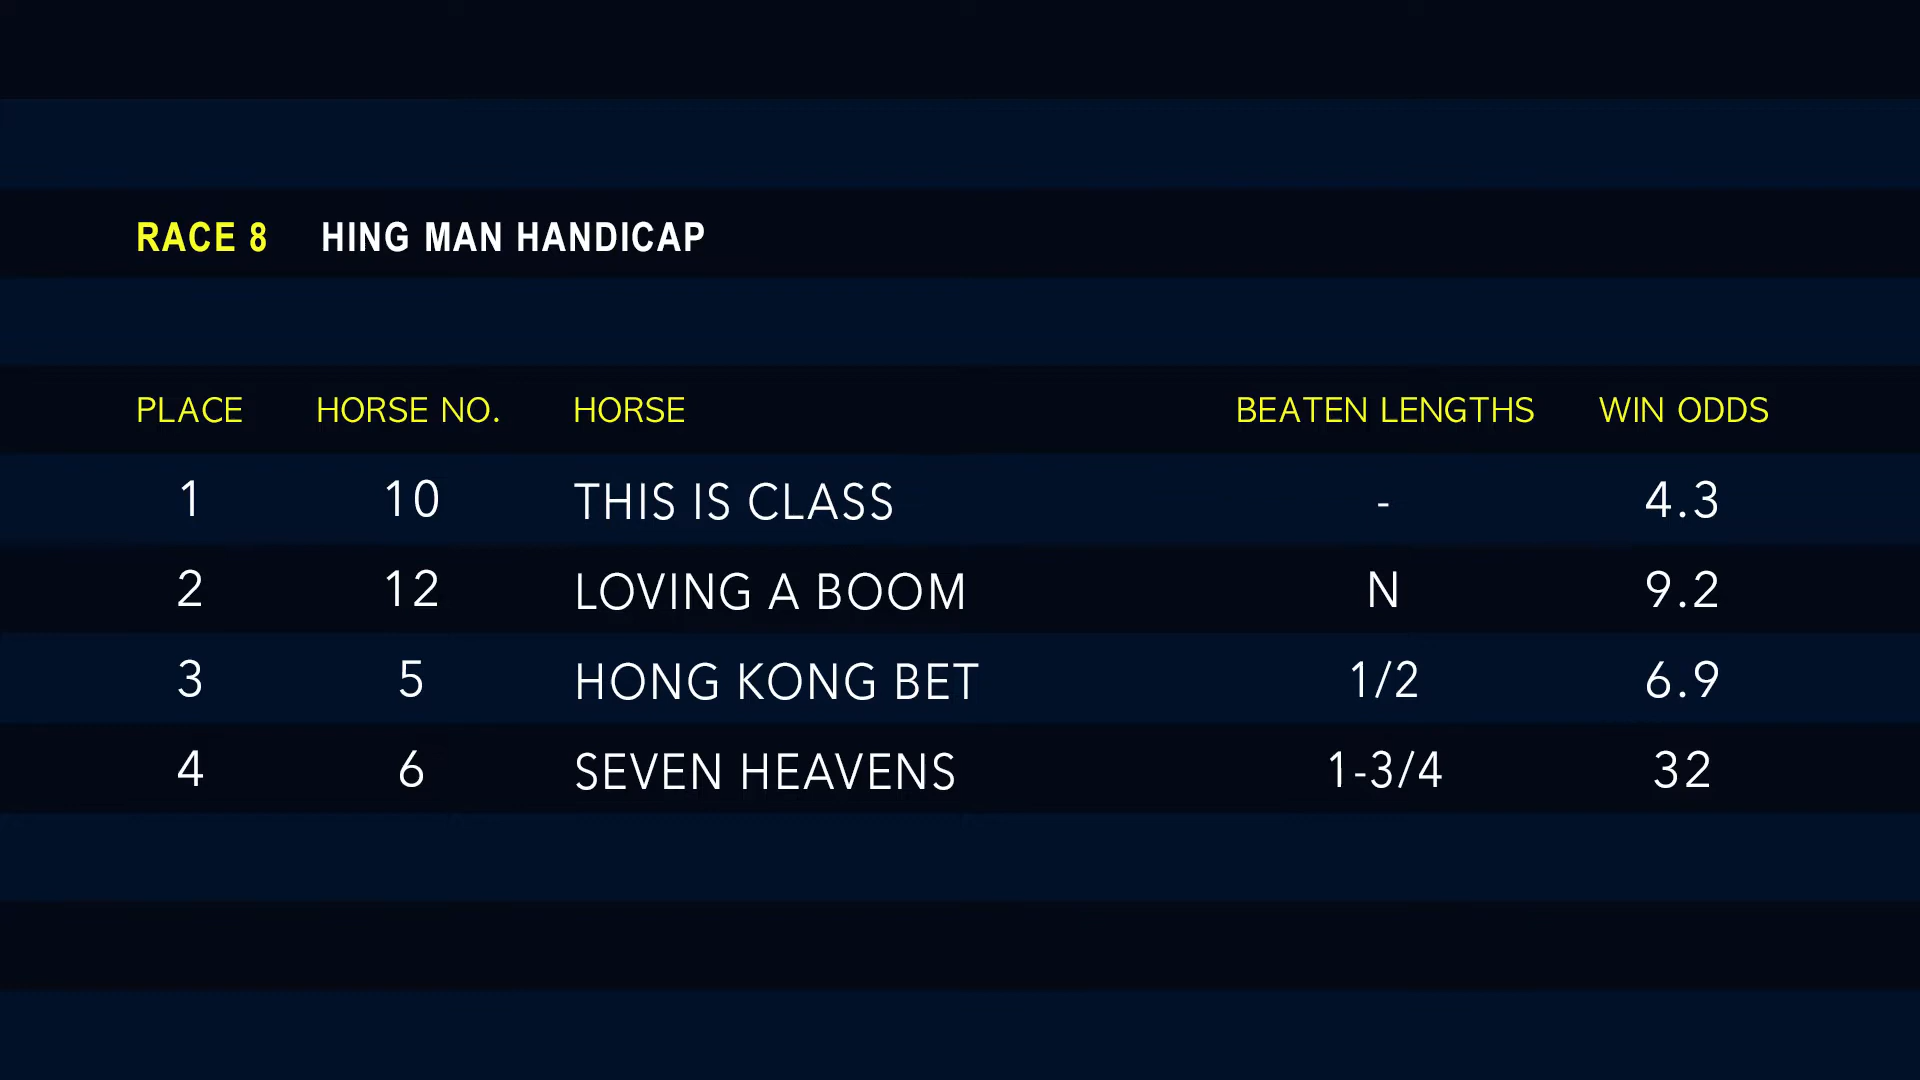 RACE 8 HING MAN HANDICAP
PLACE HORSE NO. HORSE BEATEN LENGTHS WIN ODDS
1 10 THIS IS CLASS - 4.3
2 12 LOVING A BOOM N 9.2
3 5 HONG KONG BET 1/2 6.9
4 6 SEVEN HEAVENS 1-3/4 32